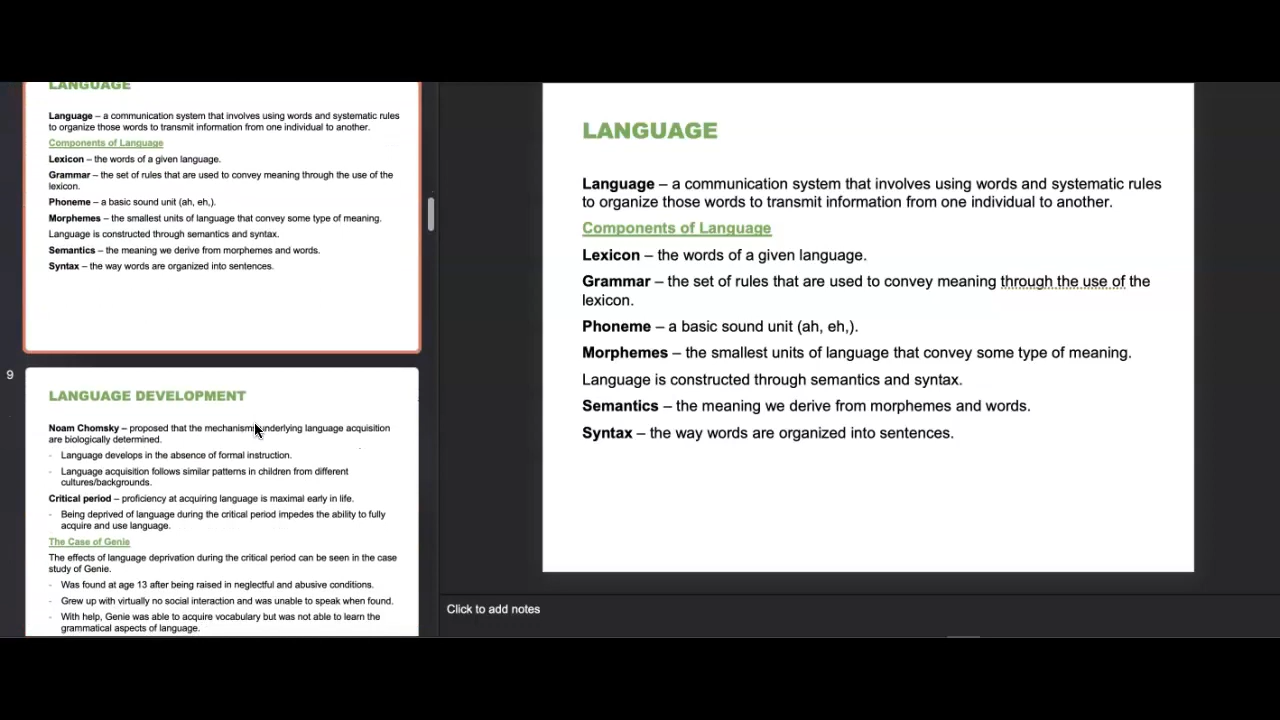 LANGUAGE
Language – a communication system that involves using words and systematic rules
to organize those words to transmit information from one individual to another.
Components of Language
Lexicon – the words of a given language.
Grammar – the set of rules that are used to convey meaning through the use of the
lexicon.
Phoneme – a basic sound unit (ah, eh,).
Morphemes – the smallest units of language that convey some type of meaning.
Language is constructed through semantics and syntax.
Semantics – the meaning we derive from morphemes and words.
Syntax – the way words are organized into sentences.
9
LANGUAGE DEVELOPMENT
Noam Chomsky – proposed that the mechanisms underlying language acquisition
are biologically determined.
- Language develops in the absence of formal instruction.
- Language acquisition follows similar patterns in children from different
cultures/backgrounds.
Critical period – proficiency at acquiring language is maximal early in life.
- Being deprived of language during the critical period impedes the ability to fully
acquire and use language.
The Case of Genie
The effects of language deprivation during the critical period can be seen in the case
study of Genie.
- Was found at age 13 after being raised in neglectful and abusive conditions.
- Grew up with virtually no social interaction and was unable to speak when found.
- With help, Genie was able to acquire vocabulary but was not able to learn the
grammatical aspects of language.
LANGUAGE
Language – a communication system that involves using words and systematic rules
to organize those words to transmit information from one individual to another.
Components of Language
Lexicon – the words of a given language.
Grammar – the set of rules that are used to convey meaning through the use of the
lexicon.
Phoneme – a basic sound unit (ah, eh,).
Morphemes – the smallest units of language that convey some type of meaning.
Language is constructed through semantics and syntax.
Semantics – the meaning we derive from morphemes and words.
Syntax – the way words are organized into sentences.
Click to add notes